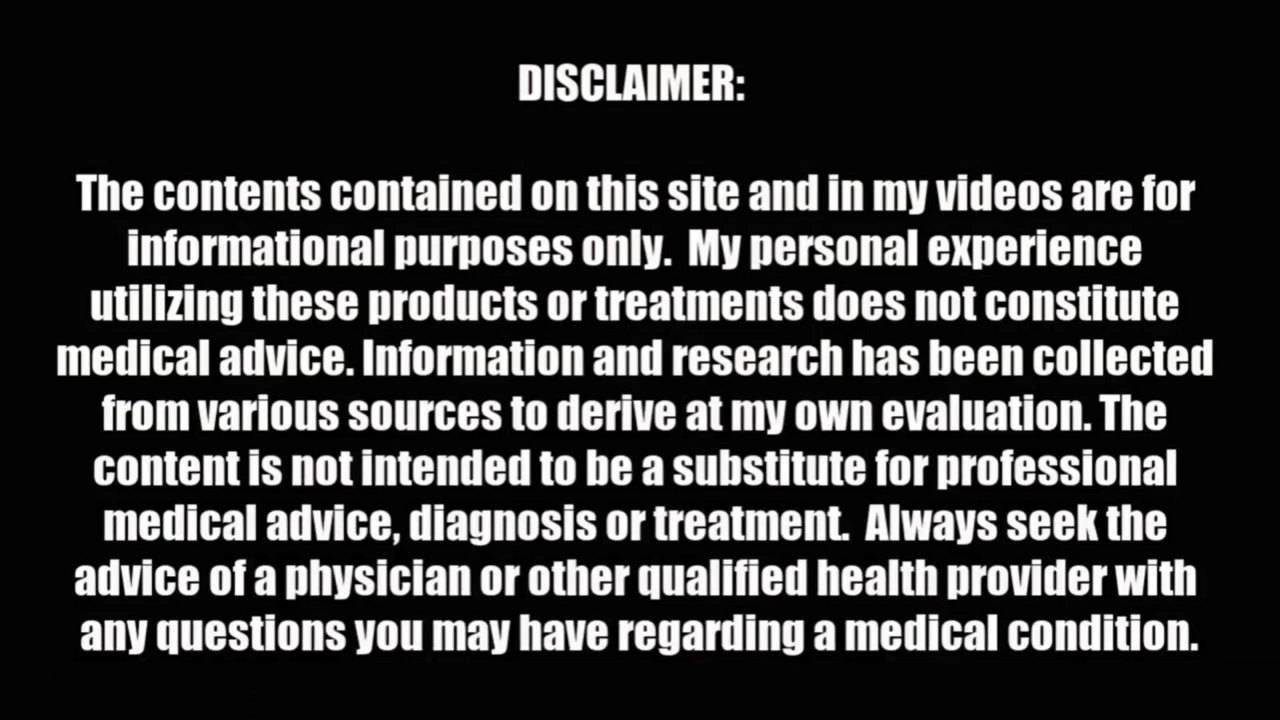 DISCLAIMER:
The contents contained on this site and in my videos are for
informational purposes only.  My personal experience
utilizing these products or treatments does not constitute
medical advice. Information and research has been collected
from various sources to derive at my own evaluation. The
content is not intended to be a substitute for professional
medical advice, diagnosis or treatment.  Always seek the
advice of a physician or other qualified health provider with
any questions you may have regarding a medical condition.